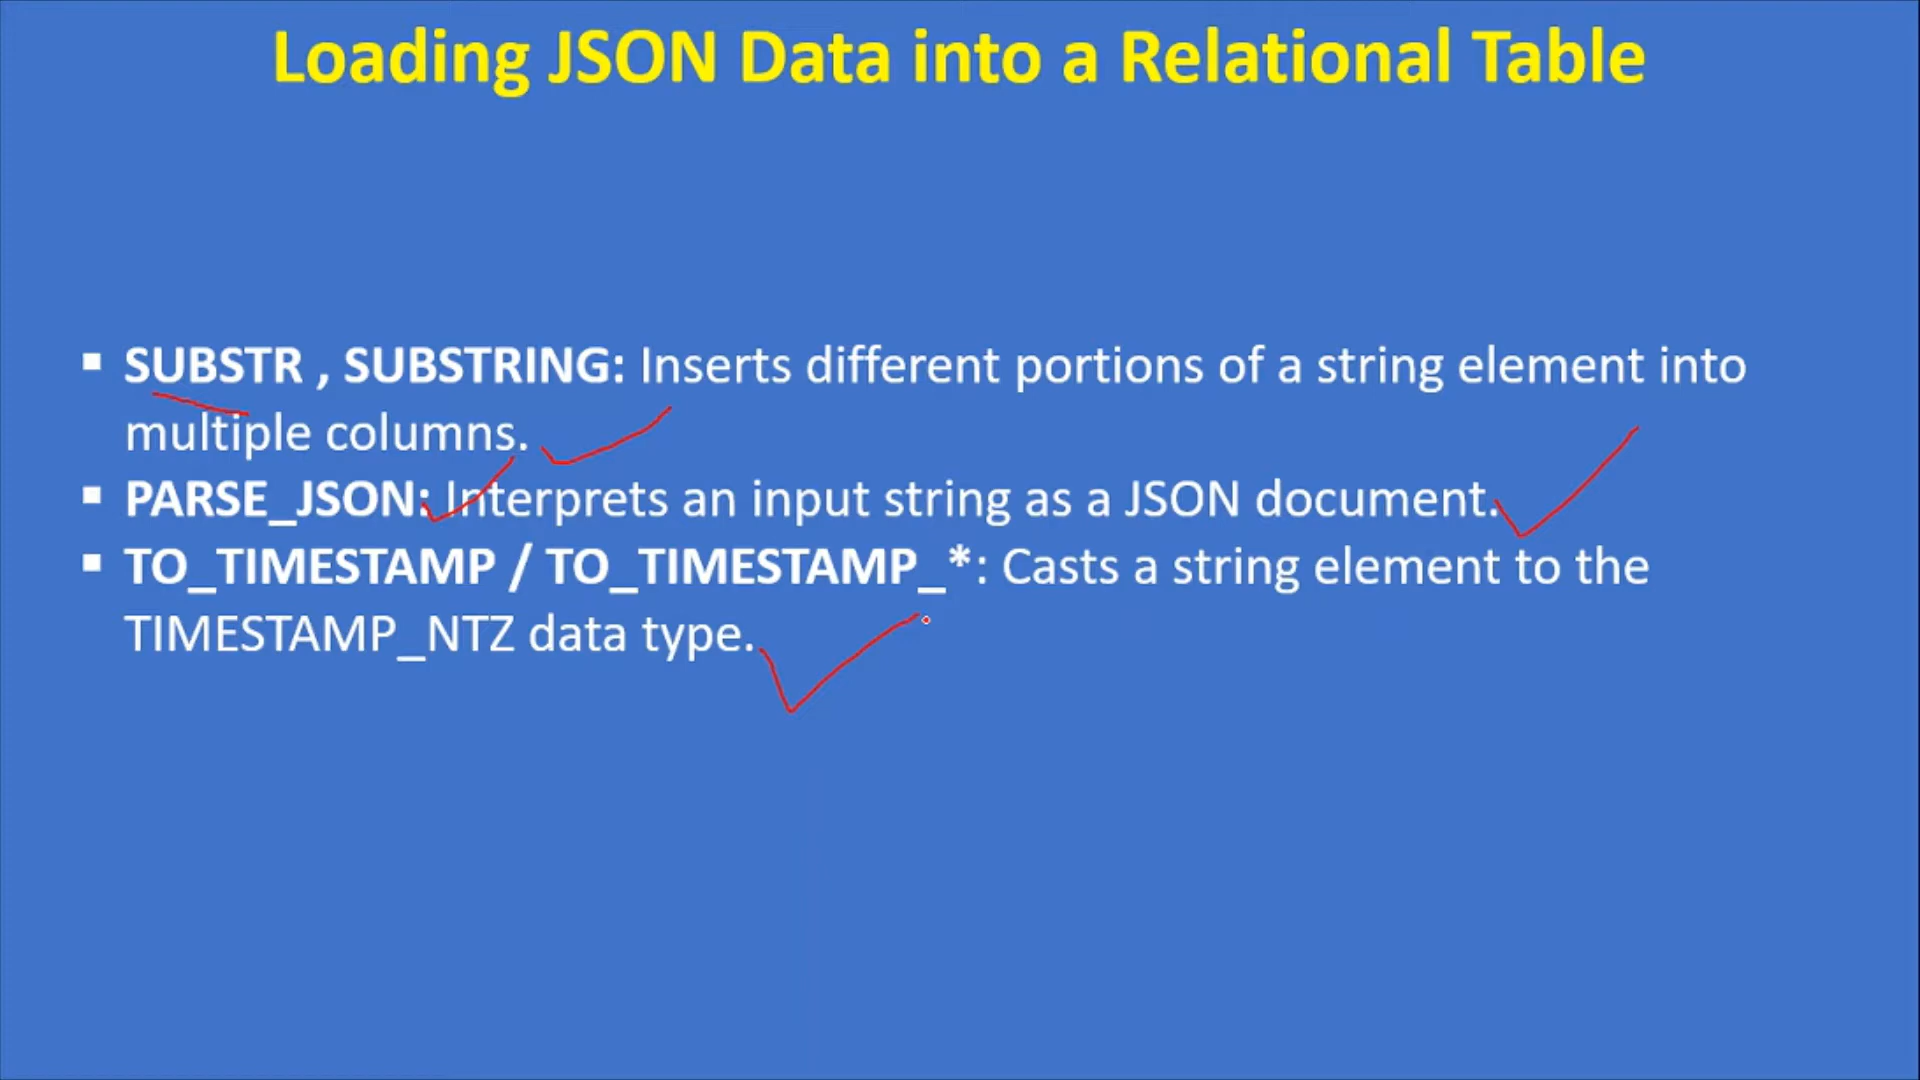 Loading JSON Data into a Relational Table
▪ SUBSTR , SUBSTRING: Inserts different portions of a string element into
multiple columns.
▪ PARSE_JSON: Interprets an input string as a JSON document.
▪ TO_TIMESTAMP / TO_TIMESTAMP_*: Casts a string element to the
TIMESTAMP_NTZ data type.